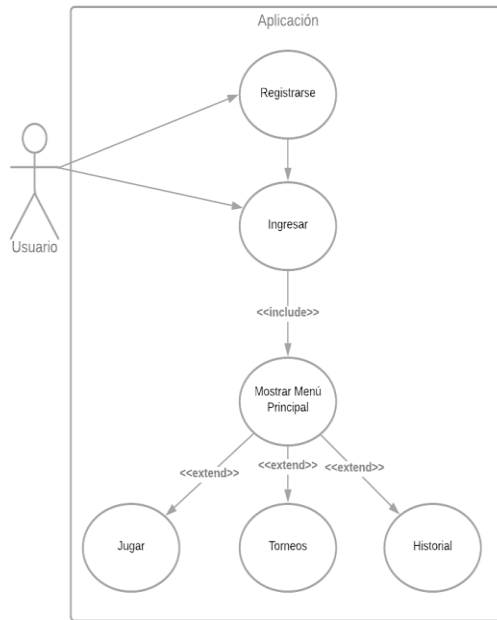 Aplicación
Registrarse
Usuario
Ingresar
<<include>>
Mostrar Menú
Principal
<<extend>>
<<extend>>
<<extend>>
Jugar
Torneos
Historial